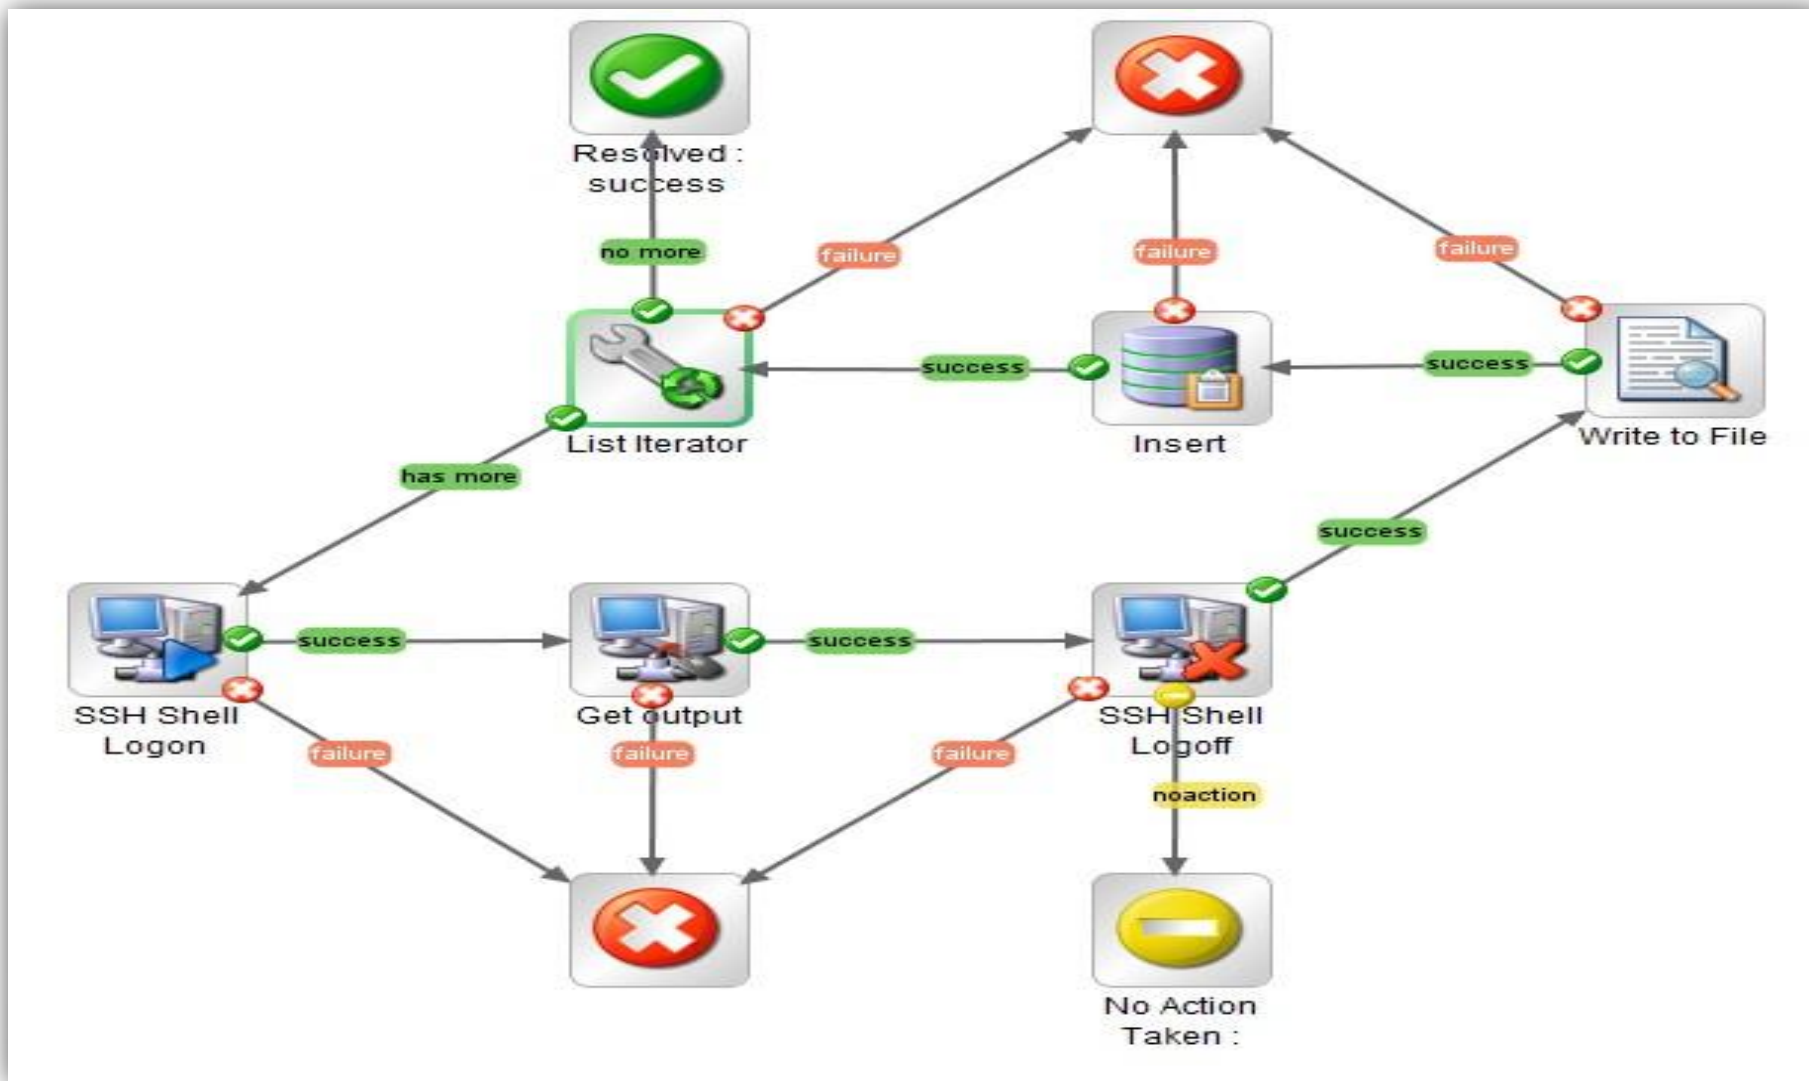 Resolved :
success
no more
failure
failure
failure
success
success
List Iterator
Insert
Write to File
has more
success
success
success
SSH Shell
Logon
Get output
SSH Shell
Logoff
failure
failure
failure
noaction
No Action
Taken :